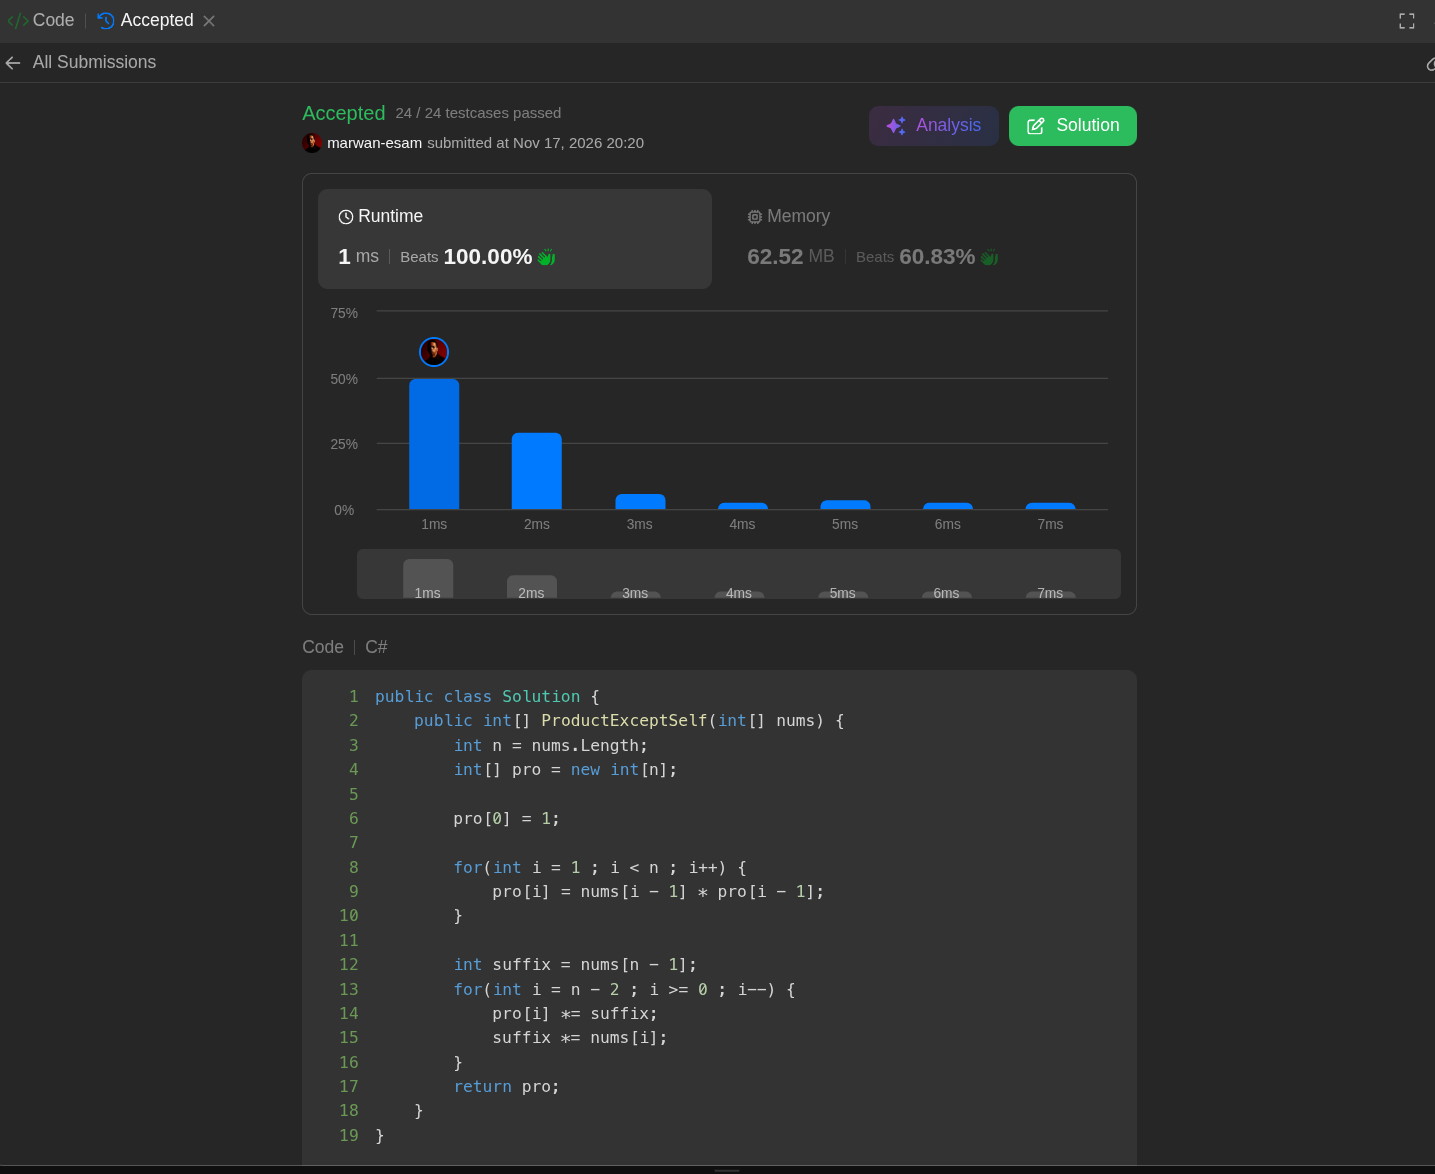 Code | Accepted
All Submissions
Accepted 24 / 24 testcases passed
marwan-esam submitted at Nov 17, 2026 20:20
Analysis
Solution
Runtime
1 ms | Beats 100.00%
Memory
62.52 MB | Beats 60.83%
75%
50%
25%
0%
1ms 2ms 3ms 4ms 5ms 6ms 7ms
1ms 2ms 3ms 4ms 5ms 6ms 7ms
Code | C#
1 public class Solution {
2     public int[] ProductExceptSelf(int[] nums) {
3         int n = nums.Length;
4         int[] pro = new int[n];
5
6         pro[0] = 1;
7
8         for(int i = 1 ; i < n ; i++) {
9             pro[i] = nums[i - 1] * pro[i - 1];
10         }
11
12         int suffix = nums[n - 1];
13         for(int i = n - 2 ; i >= 0 ; i--) {
14             pro[i] *= suffix;
15             suffix *= nums[i];
16         }
17         return pro;
18     }
19 }